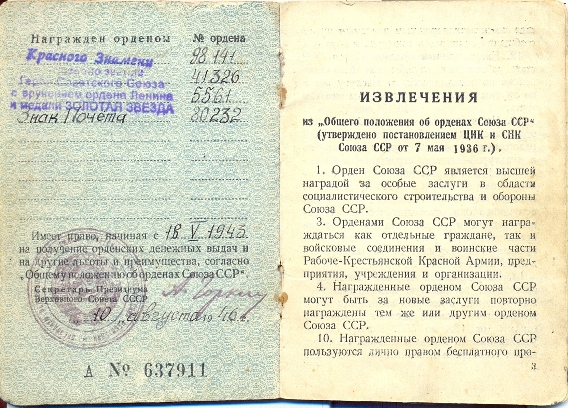 Награжден орденом № ордена
Красного Знамени 98.141
Союза 41326
с вручением ордена Ленина 5561
и медали ЗОЛОТАЯ ЗВЕЗДА
Знак Почета 20232
Имеет право, начиная с 18. V. 1945.
на получение орденских денежных выдач и
на другие льготы и преимущества, согласно
„Общему положению об орденах Союза ССР“
Секретарь Президиума
Верховного Совета СССР
10 „августа 1946 г.
А № 637911
ИЗВЛЕЧЕНИЯ
из „Общего положения об орденах Союза ССР“
(утверждено постановлением ЦИК и СНК
Союза ССР от 7 мая 1936 г.).
1. Орден Союза ССР является высшей
наградой за особые заслуги в области
социалистического строительства и обороны
Союза ССР.
3. Орденами Союза ССР могут награ-
ждаться как отдельные граждане, так и
войсковые соединения и воинские части
Рабоче-Крестьянской Красной Армии, пред-
приятия, учреждения и организации.
4. Награжденные орденом Союза ССР
могут быть за новые заслуги повторно
награждены тем же или другим орденом
Союза ССР.
10. Награжденные орденом Союза ССР
пользуются лично правом бесплатного про-
3